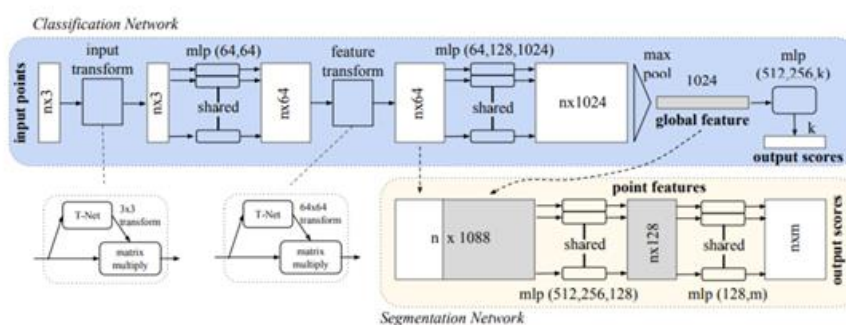 Classification Network
input points
nx3
input
transform
nx3
mlp (64,64)
shared
nx64
feature
transform
nx64
mlp (64,128,1024)
shared
nx1024
max
pool
1024
global feature
mlp
(512,256,k)
k
output scores
T-Net
3x3
transform
matrix
multiply
T-Net
64x64
transform
matrix
multiply
point features
n x 1088
shared
mlp (512,256,128)
nx128
shared
mlp (128,m)
nxm
output scores
Segmentation Network